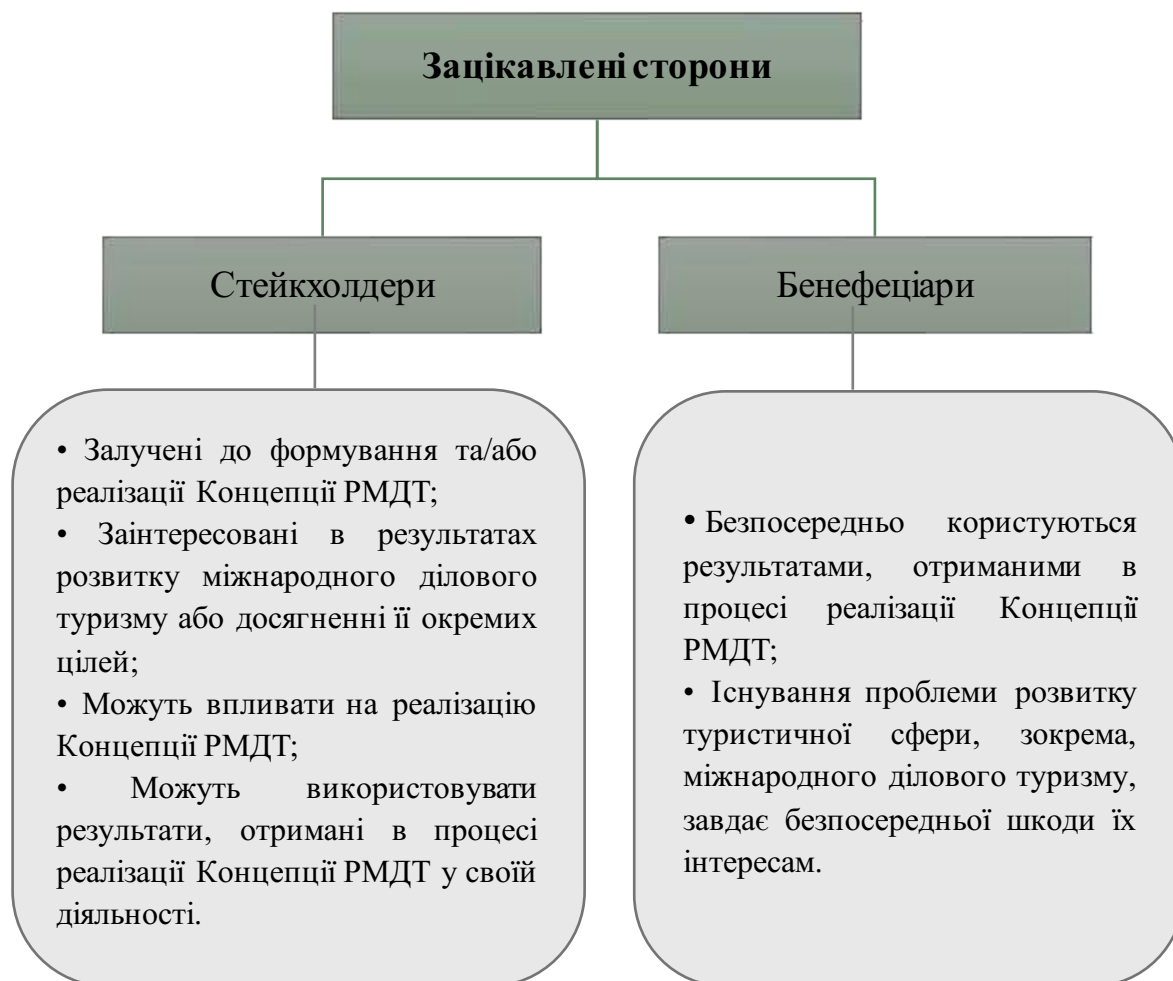 Зацікавлені сторони
Стейкхолдери
Бенефеціари
• Залучені до формування та/або
реалізації Концепції РМДТ;
• Заінтересовані в результатах
розвитку міжнародного ділового
туризму або досягненні її окремих
цілей;
• Можуть впливати на реалізацію
Концепції РМДТ;
• Можуть використовувати
результати, отримані в процесі
реалізації Концепції РМДТ у своїй
діяльності.
• Безпосередньо користуються
результатами, отриманими в
процесі реалізації Концепції
РМДТ;
• Існування проблеми розвитку
туристичної сфери, зокрема,
міжнародного ділового туризму,
завдає безпосередньої шкоди їх
інтересам.